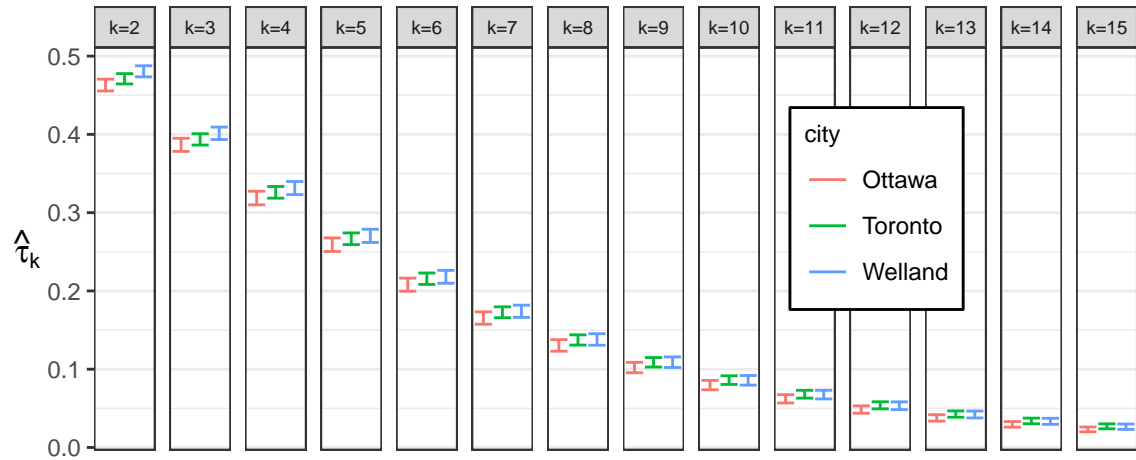 k=2 k=3 k=4 k=5 k=6 k=7 k=8 k=9 k=10 k=11 k=12 k=13 k=14 k=15
0.5
0.4
0.3
0.2
0.1
0.0
τ̂k
city
Ottawa
Toronto
Welland